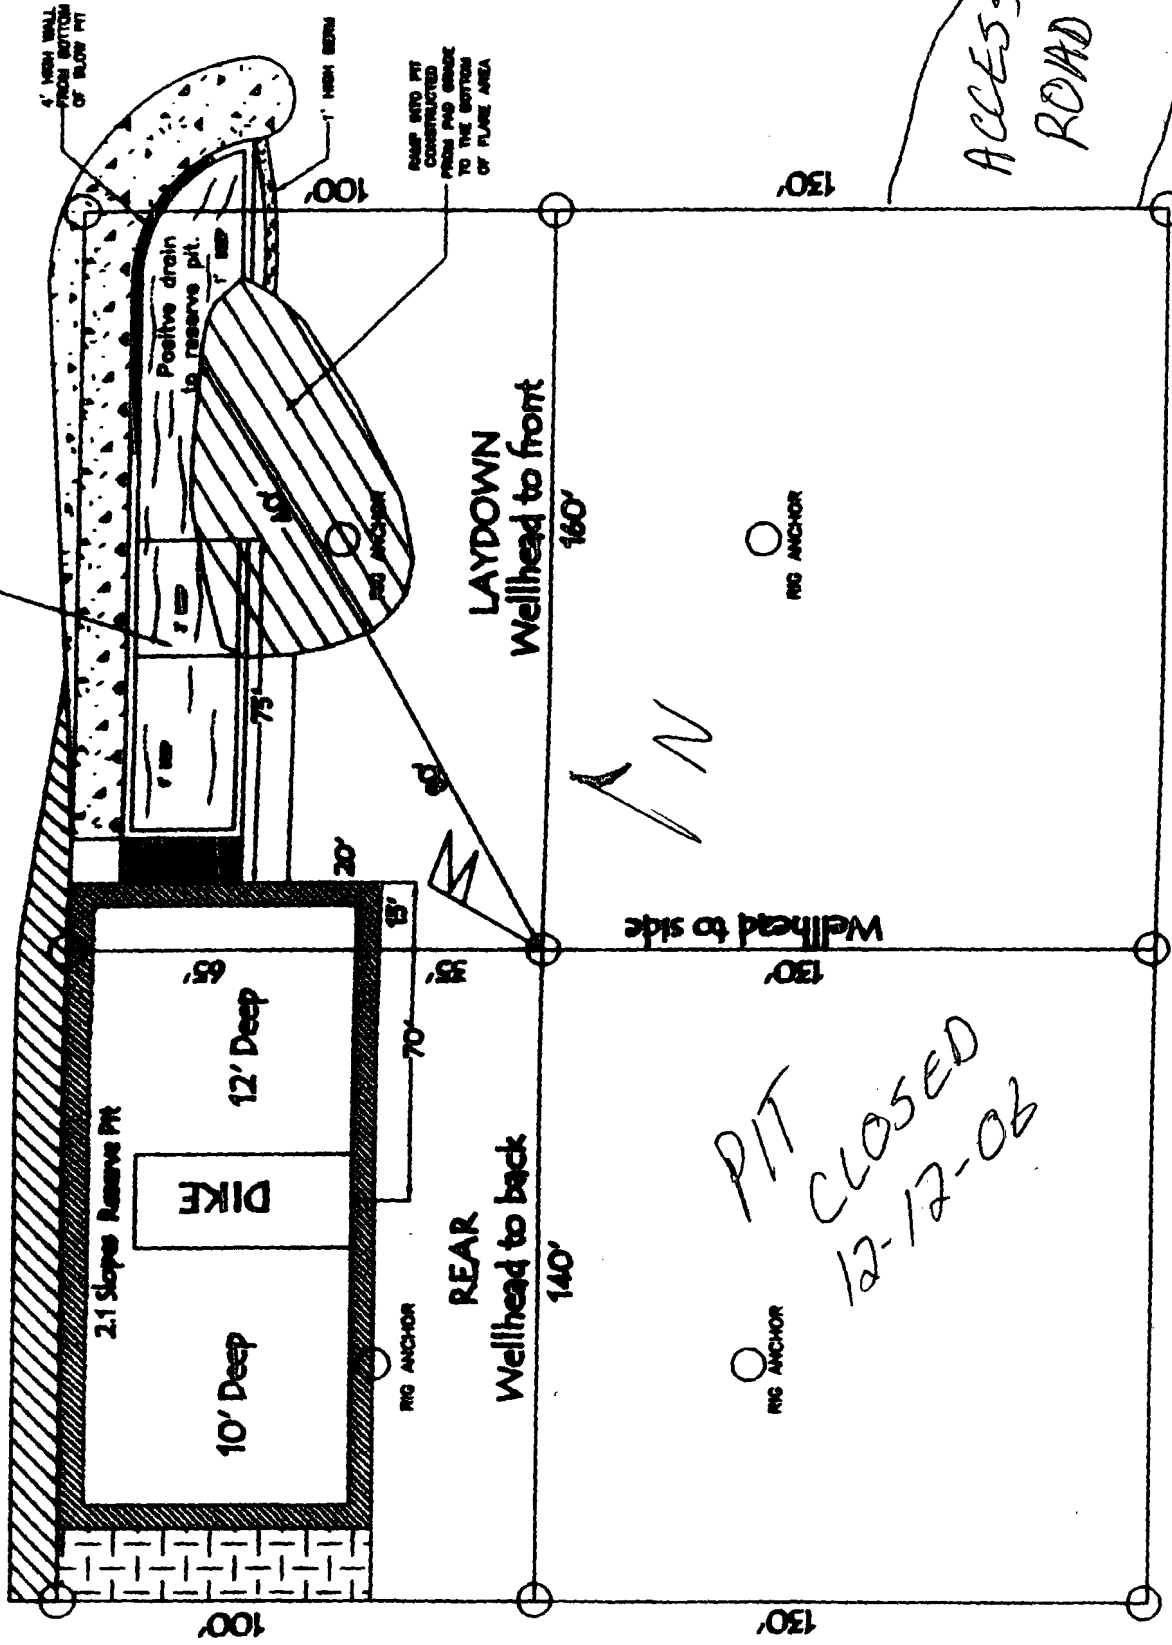 4' HIGH WALL
FROM BOTTOM
OF BLOW PIT
1' HIGH BERM
RAMP INTO PIT
CONSTRUCTED
FROM PAD GRADE
TO THE BOTTOM
OF FLARE AREA
ACCESS
ROAD
100'
130'
Positve drain
to reserve pit.
1' DEEP
RIG ANCHOR
LAYDOWN
Wellhead to front
160'
RIG ANCHOR
75'
N
20'
15'
Wellhead to side
65'
35'
130'
70'
2.1 Slopes Reserve Pit
12' Deep
DIKE
10' Deep
REAR
Wellhead to back
140'
RIG ANCHOR
RIG ANCHOR
PIT
CLOSED
12-12-06
100'
130'